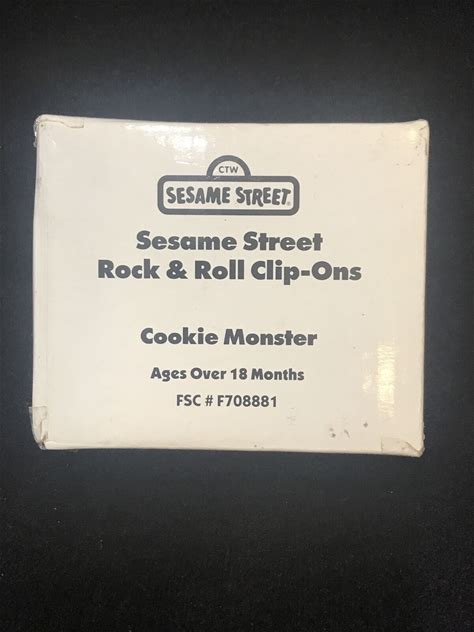 CTW
SESAME STREET®
Sesame Street
Rock & Roll Clip-Ons
Cookie Monster
Ages Over 18 Months
FSC # F708881